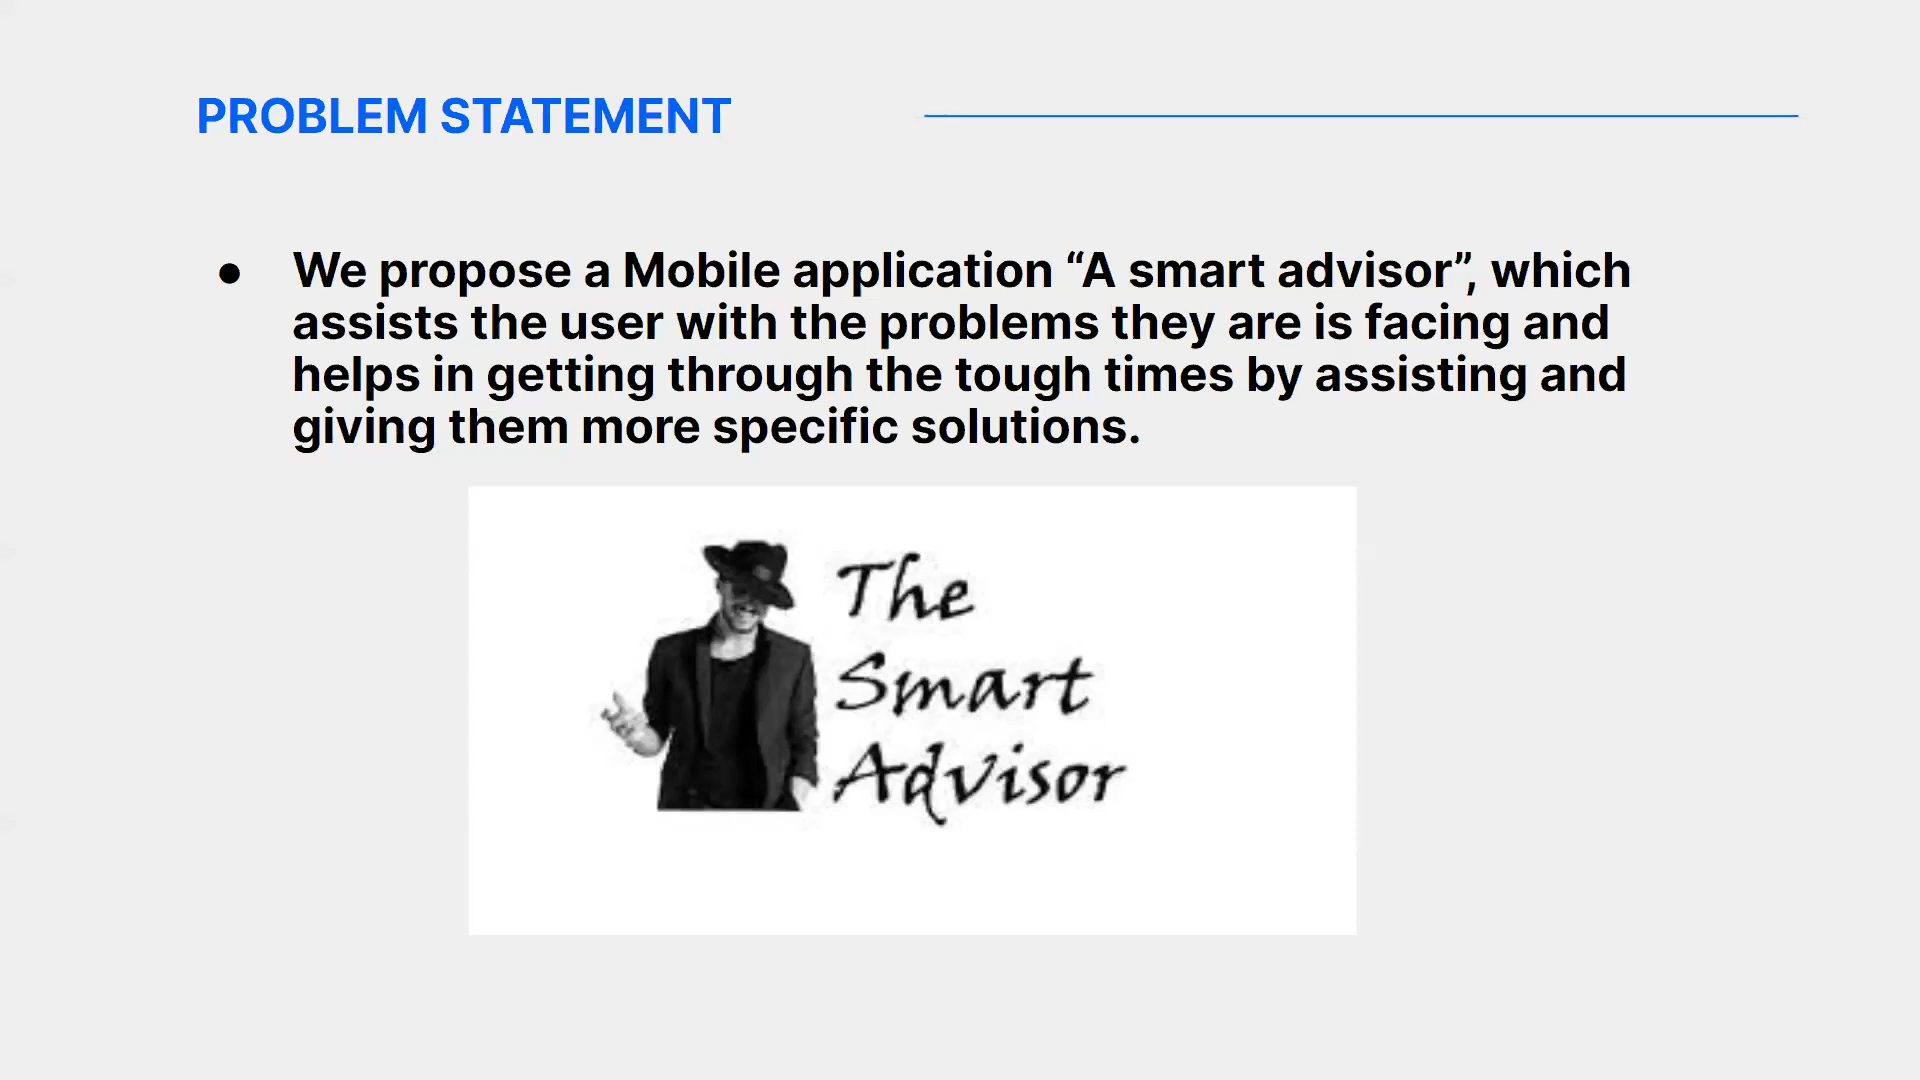 PROBLEM STATEMENT
● We propose a Mobile application “A smart advisor”, which
assists the user with the problems they are is facing and
helps in getting through the tough times by assisting and
giving them more specific solutions.
The
Smart
Advisor